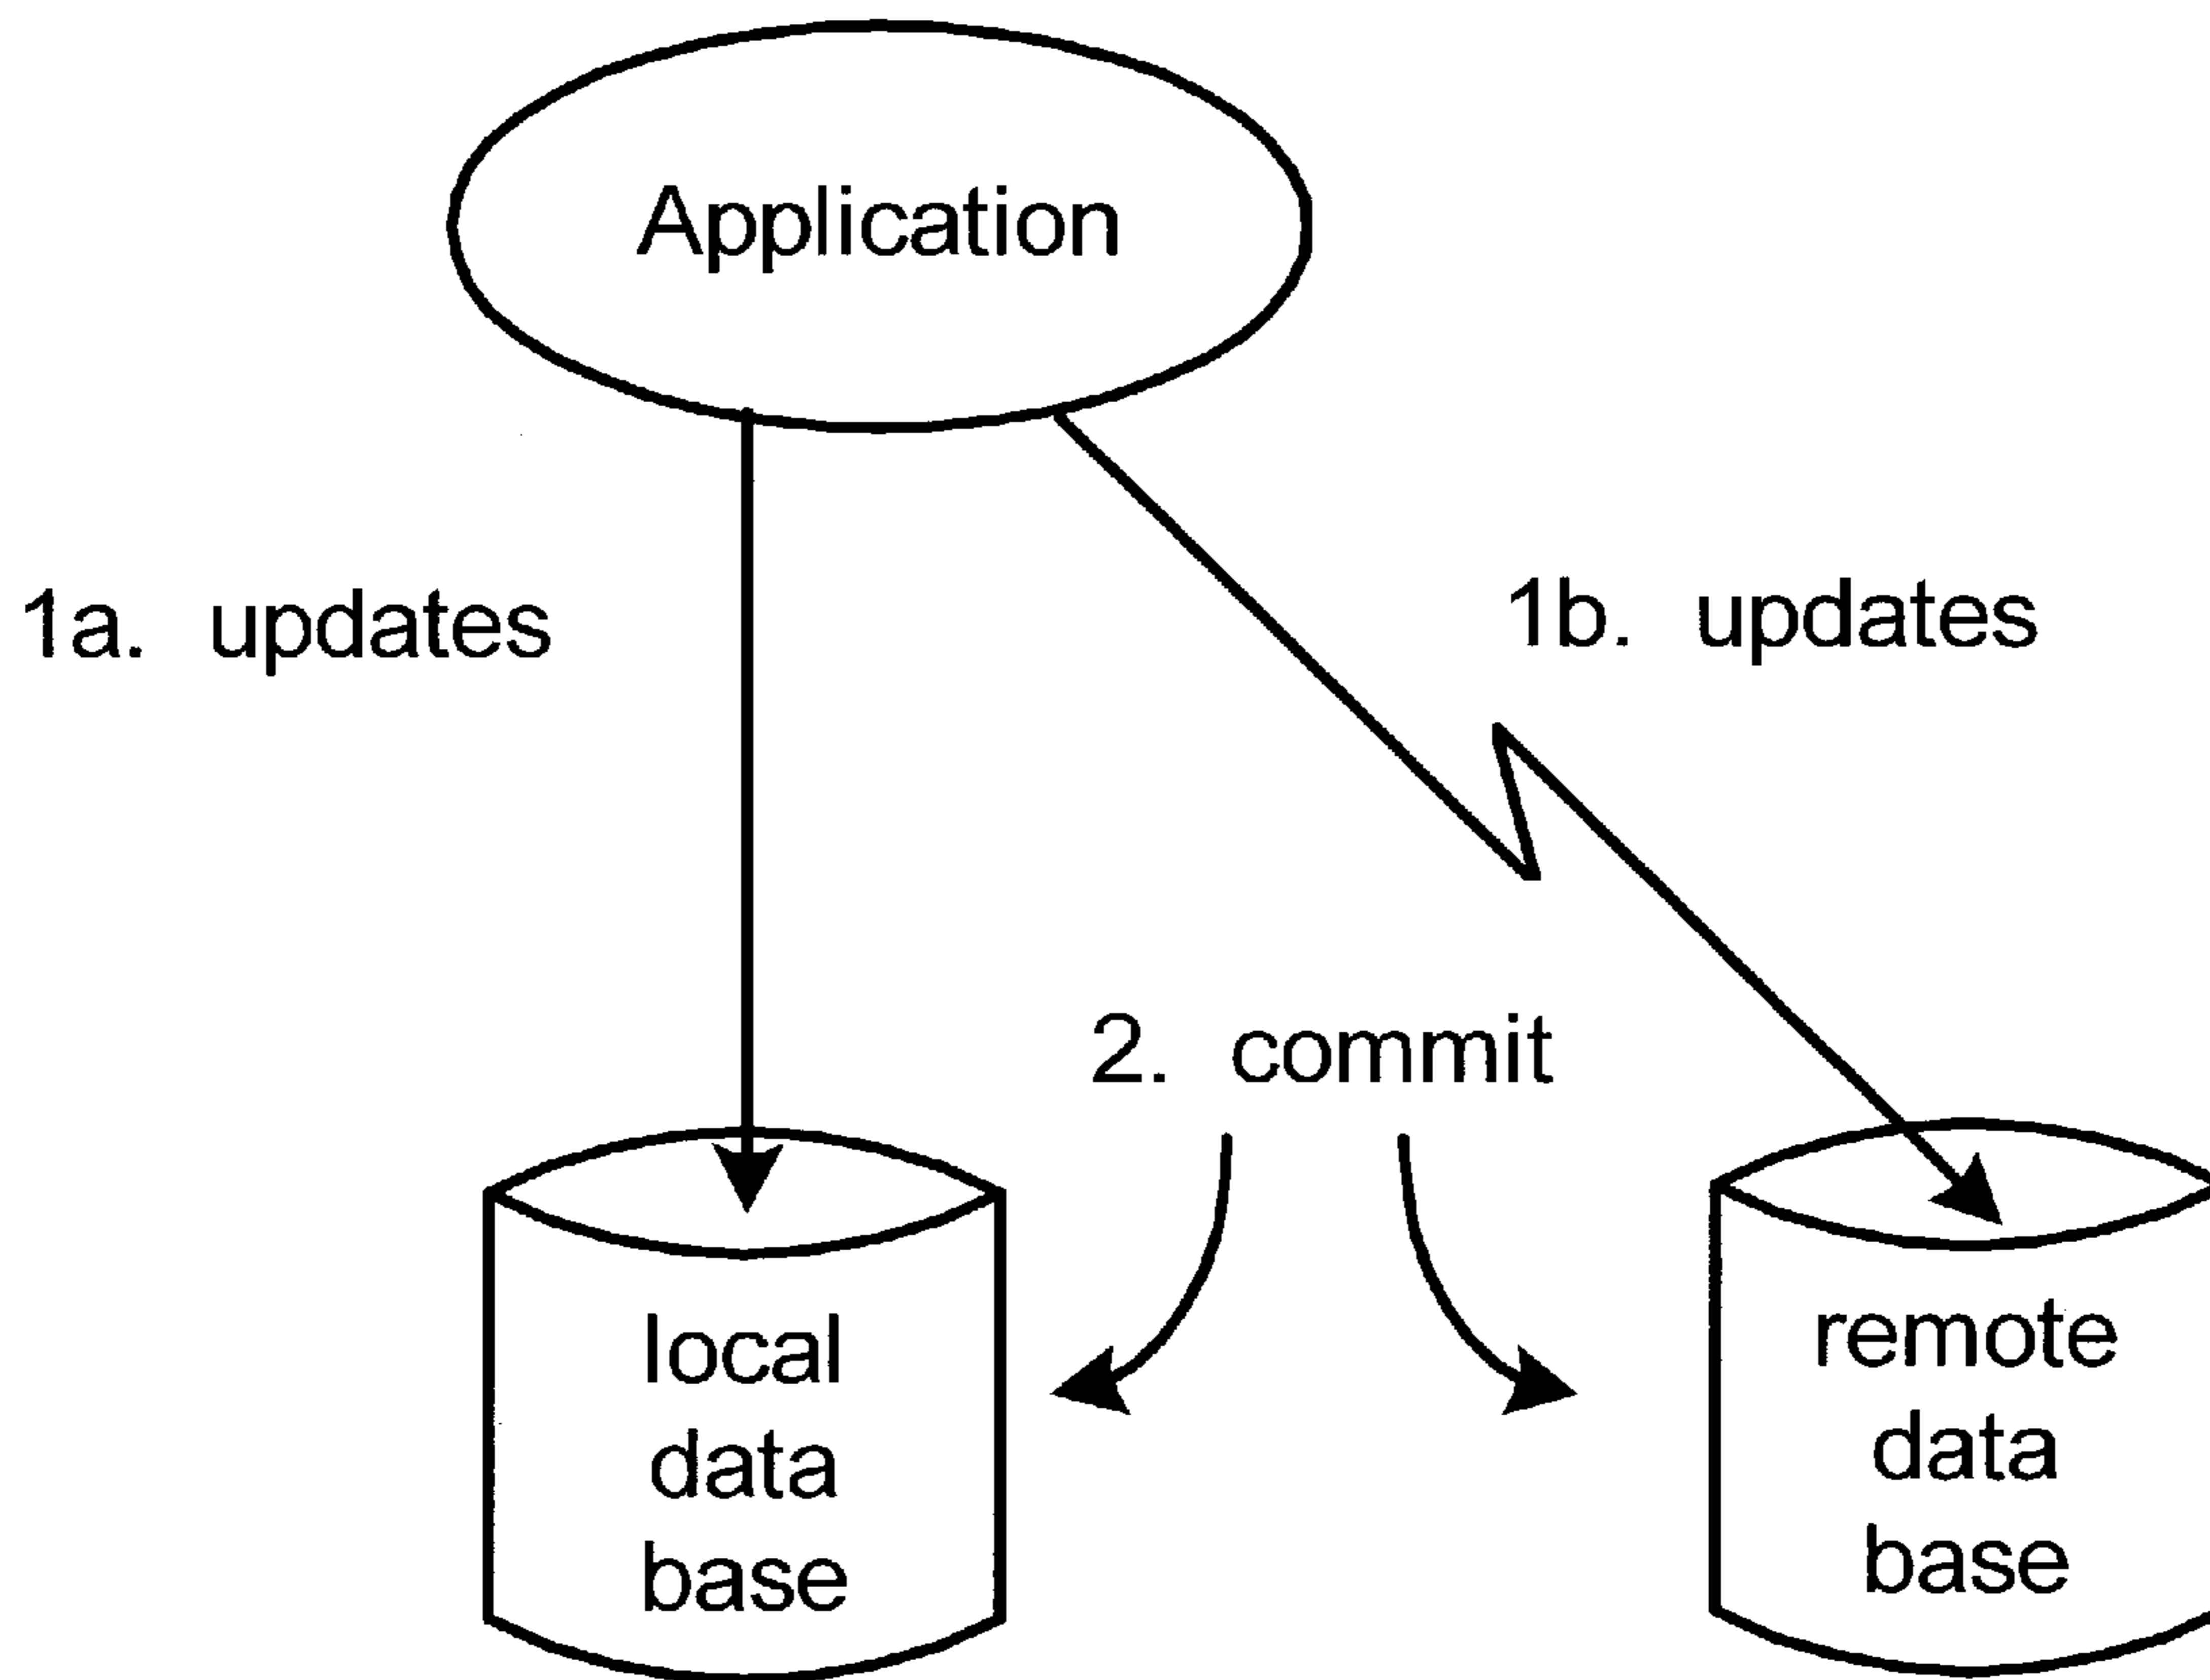 Application
1a. updates
1b. updates
2. commit
local
data
base
remote
data
base